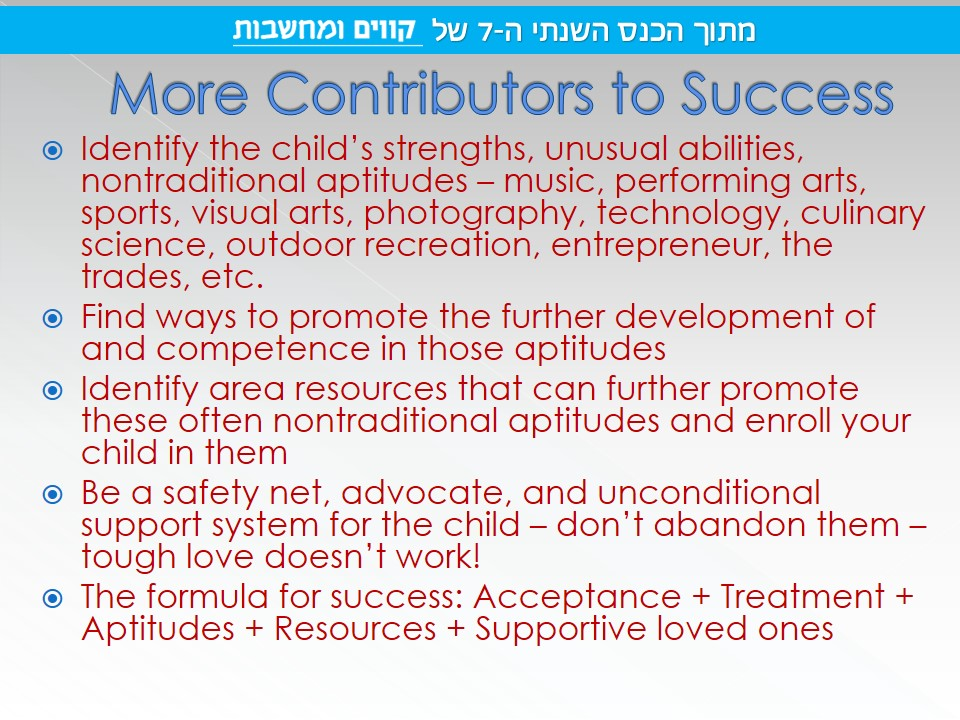 מתוך הכנס השנתי ה-7 של קווים ומחשבות
More Contributors to Success
Identify the child’s strengths, unusual abilities,
nontraditional aptitudes – music, performing arts,
sports, visual arts, photography, technology, culinary
science, outdoor recreation, entrepreneur, the
trades, etc.
Find ways to promote the further development of
and competence in those aptitudes
Identify area resources that can further promote
these often nontraditional aptitudes and enroll your
child in them
Be a safety net, advocate, and unconditional
support system for the child – don’t abandon them –
tough love doesn’t work!
The formula for success: Acceptance + Treatment +
Aptitudes + Resources + Supportive loved ones